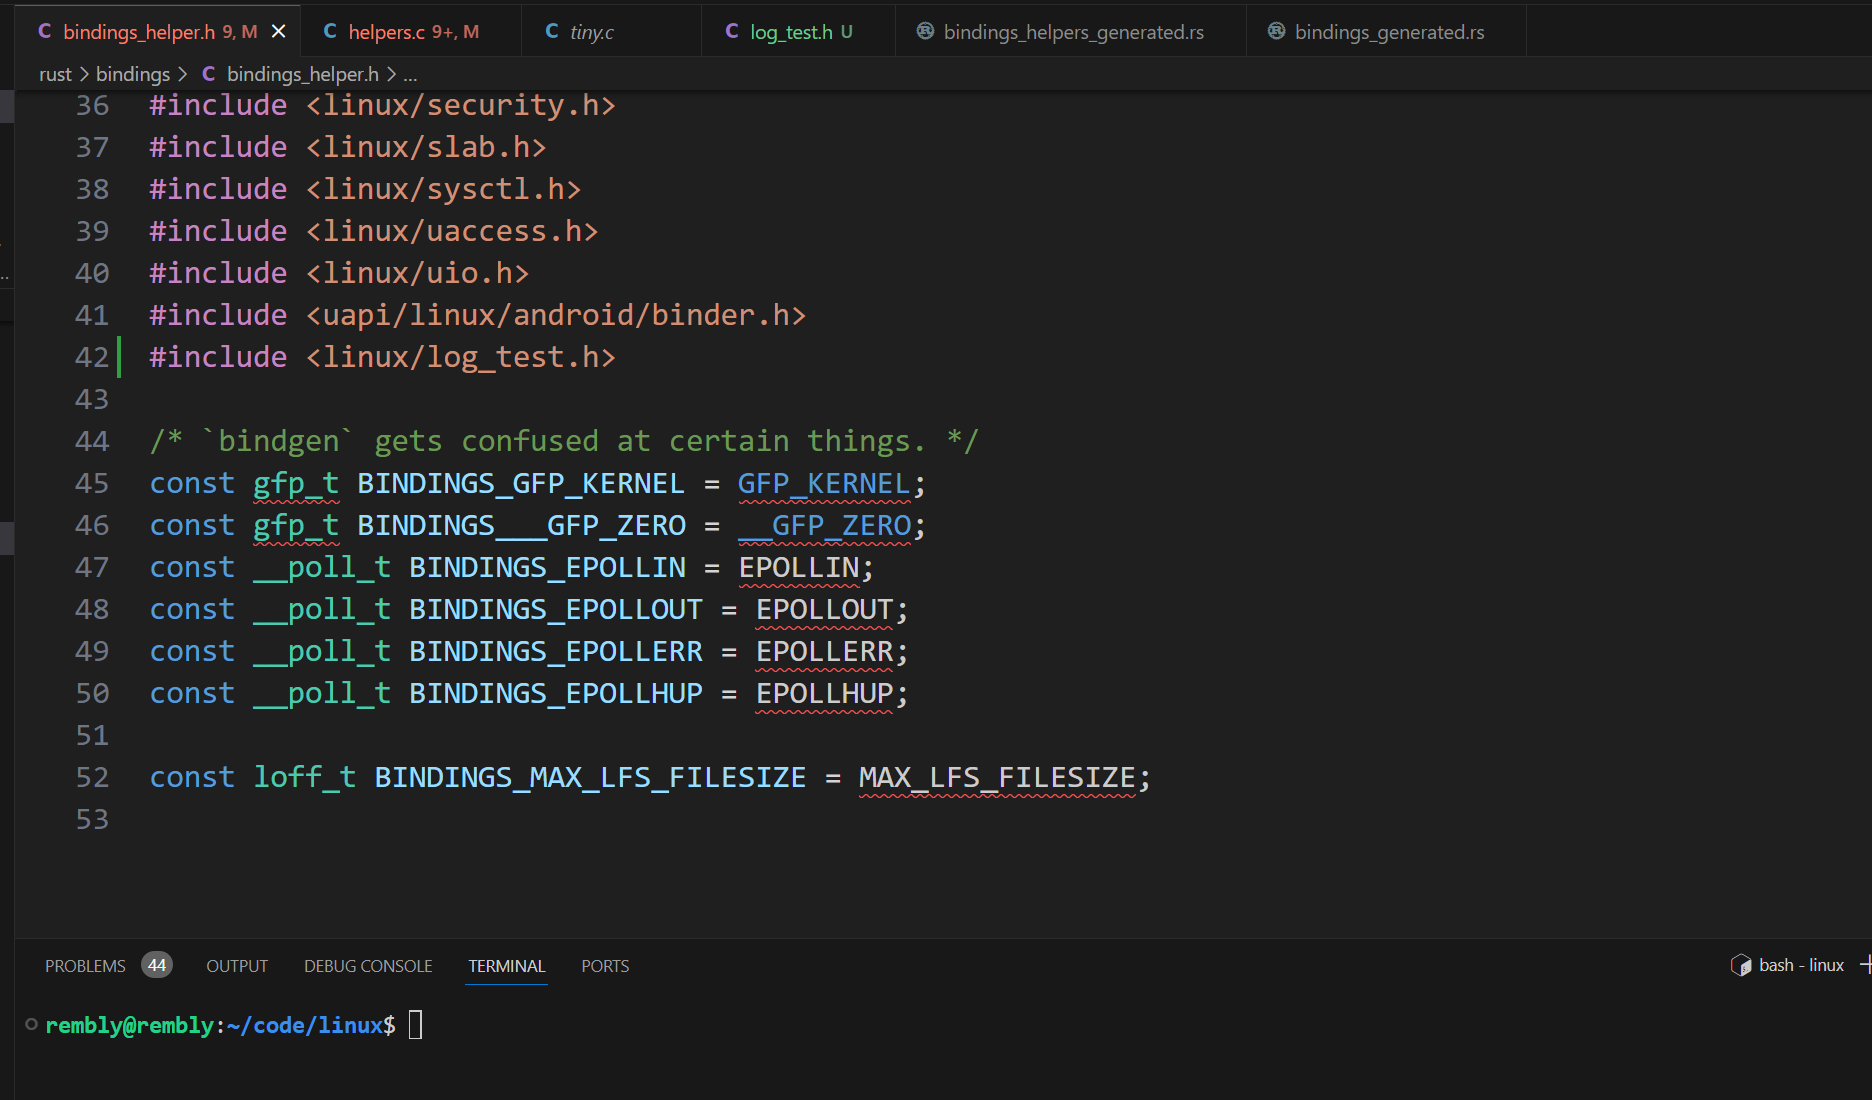 C bindings_helper.h 9, M × C helpers.c 9+, M C tiny.c C log_test.h U bindings_helpers_generated.rs bindings_generated.rs
rust > bindings > C bindings_helper.h > ...
36 #include <linux/security.h>
37 #include <linux/slab.h>
38 #include <linux/sysctl.h>
39 #include <linux/uaccess.h>
40 #include <linux/uio.h>
41 #include <uapi/linux/android/binder.h>
42 #include <linux/log_test.h>
43
44 /* `bindgen` gets confused at certain things. */
45 const gfp_t BINDINGS_GFP_KERNEL = GFP_KERNEL;
46 const gfp_t BINDINGS___GFP_ZERO = __GFP_ZERO;
47 const __poll_t BINDINGS_EPOLLIN = EPOLLIN;
48 const __poll_t BINDINGS_EPOLLOUT = EPOLLOUT;
49 const __poll_t BINDINGS_EPOLLERR = EPOLLERR;
50 const __poll_t BINDINGS_EPOLLHUP = EPOLLHUP;
51
52 const loff_t BINDINGS_MAX_LFS_FILESIZE = MAX_LFS_FILESIZE;
53
PROBLEMS 44 OUTPUT DEBUG CONSOLE TERMINAL PORTS bash - linux +
rembly@rembly:~/code/linux$